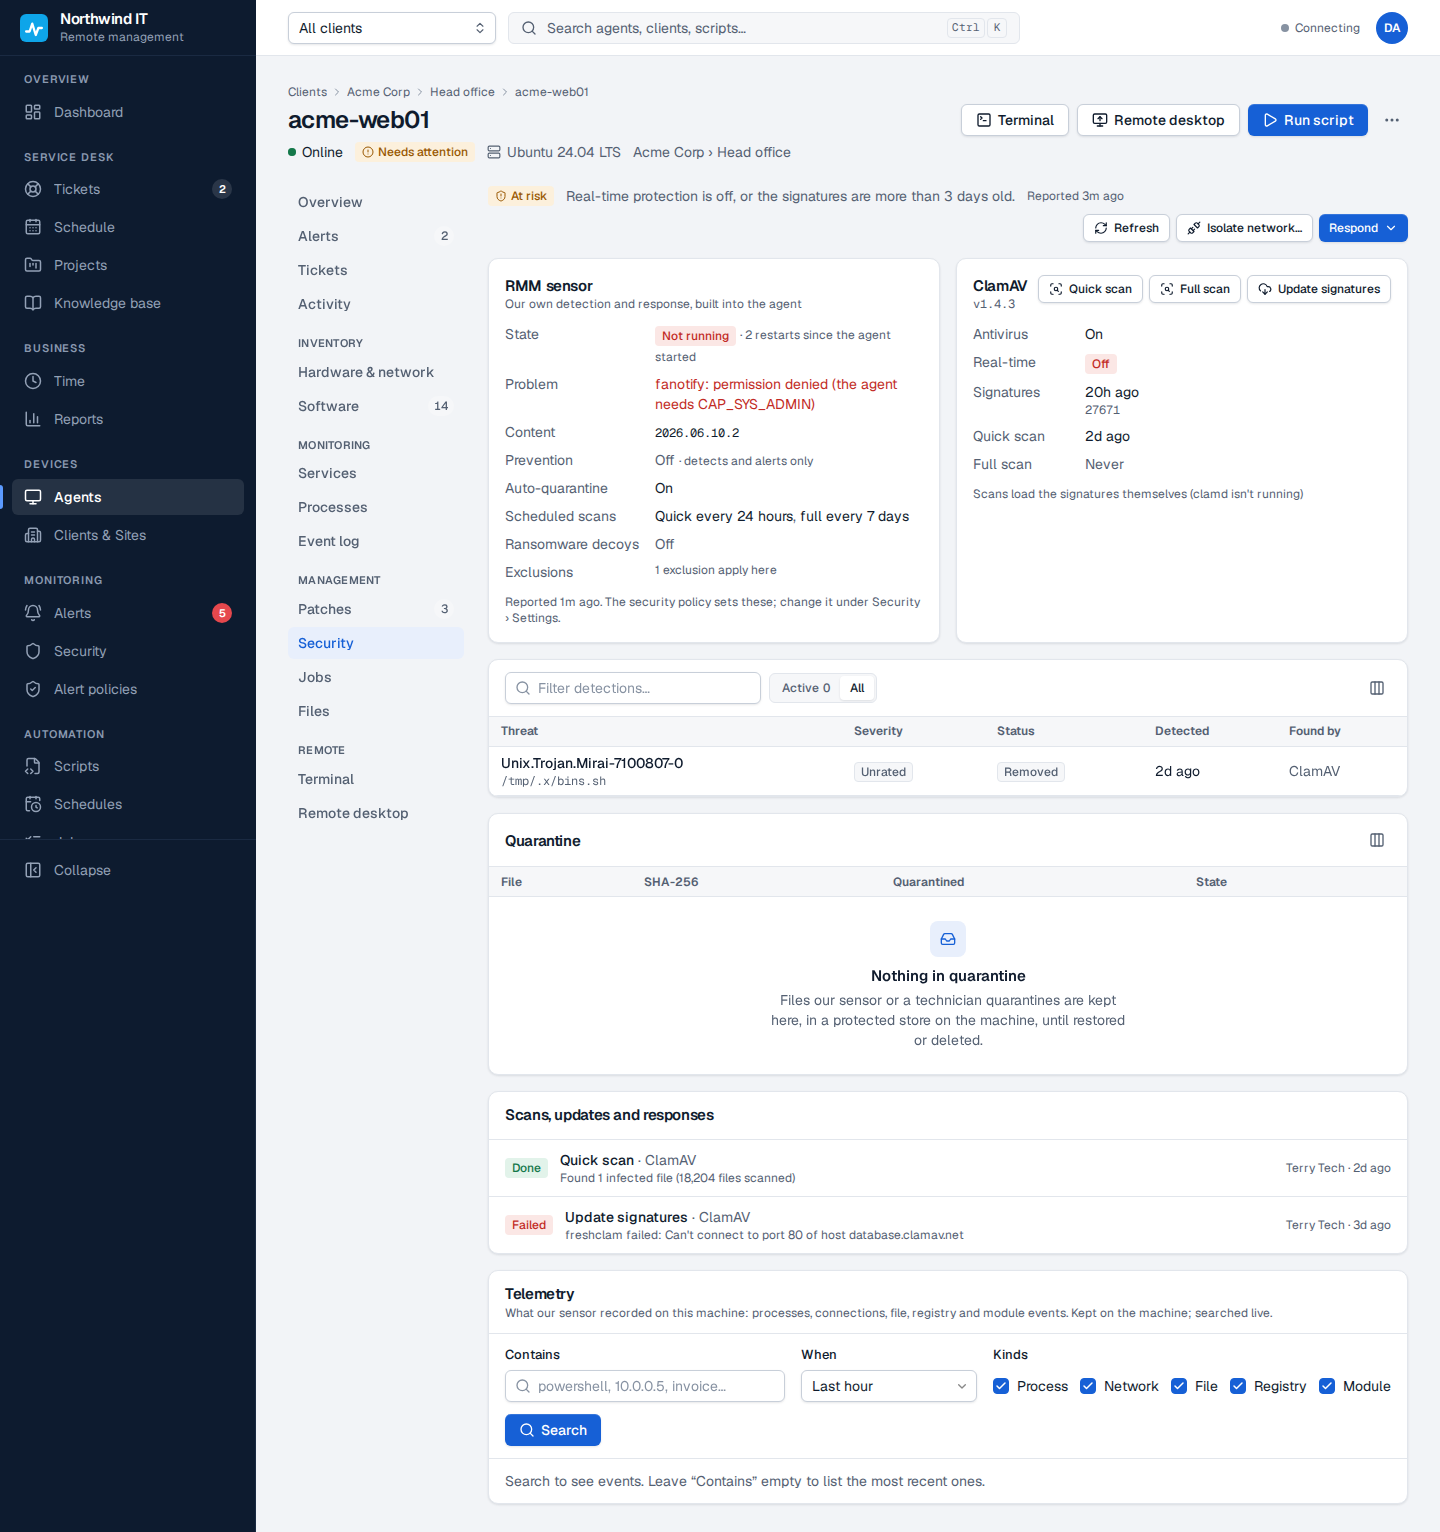 Northwind IT
Remote management
All clients
Search agents, clients, scripts...
Ctrl K
Connecting
DA
OVERVIEW
Dashboard
SERVICE DESK
Tickets 2
Schedule
Projects
Knowledge base
BUSINESS
Time
Reports
DEVICES
Agents
Clients & Sites
MONITORING
Alerts 5
Security
Alert policies
AUTOMATION
Scripts
Schedules
Collapse
Clients > Acme Corp > Head office > acme-web01
acme-web01
Terminal
Remote desktop
Run script
Online
Needs attention
Ubuntu 24.04 LTS
Acme Corp › Head office
Overview
Alerts 2
Tickets
Activity
INVENTORY
Hardware & network
Software 14
MONITORING
Services
Processes
Event log
MANAGEMENT
Patches 3
Security
Jobs
Files
REMOTE
Terminal
Remote desktop
At risk
Real-time protection is off, or the signatures are more than 3 days old.
Reported 3m ago
Refresh
Isolate network...
Respond
RMM sensor
Our own detection and response, built into the agent
State
Not running · 2 restarts since the agent
started
Problem
fanotify: permission denied (the agent
needs CAP_SYS_ADMIN)
Content
2026.06.10.2
Prevention
Off · detects and alerts only
Auto-quarantine
On
Scheduled scans
Quick every 24 hours, full every 7 days
Ransomware decoys
Off
Exclusions
1 exclusion apply here
Reported 1m ago. The security policy sets these; change it under Security
› Settings.
ClamAV
v1.4.3
Quick scan
Full scan
Update signatures
Antivirus
On
Real-time
Off
Signatures
20h ago
27671
Quick scan
2d ago
Full scan
Never
Scans load the signatures themselves (clamd isn't running)
Filter detections...
Active 0
All
Threat Severity Status Detected Found by
Unix.Trojan.Mirai-7100807-0
/tmp/.x/bins.sh
Unrated
Removed
2d ago
ClamAV
Quarantine
File SHA-256 Quarantined State
Nothing in quarantine
Files our sensor or a technician quarantines are kept
here, in a protected store on the machine, until restored
or deleted.
Scans, updates and responses
Done
Quick scan · ClamAV
Found 1 infected file (18,204 files scanned)
Terry Tech · 2d ago
Failed
Update signatures · ClamAV
freshclam failed: Can't connect to port 80 of host database.clamav.net
Terry Tech · 3d ago
Telemetry
What our sensor recorded on this machine: processes, connections, file, registry and module events. Kept on the machine; searched live.
Contains
powershell, 10.0.0.5, invoice...
When
Last hour
Kinds
Process Network File Registry Module
Search
Search to see events. Leave “Contains” empty to list the most recent ones.